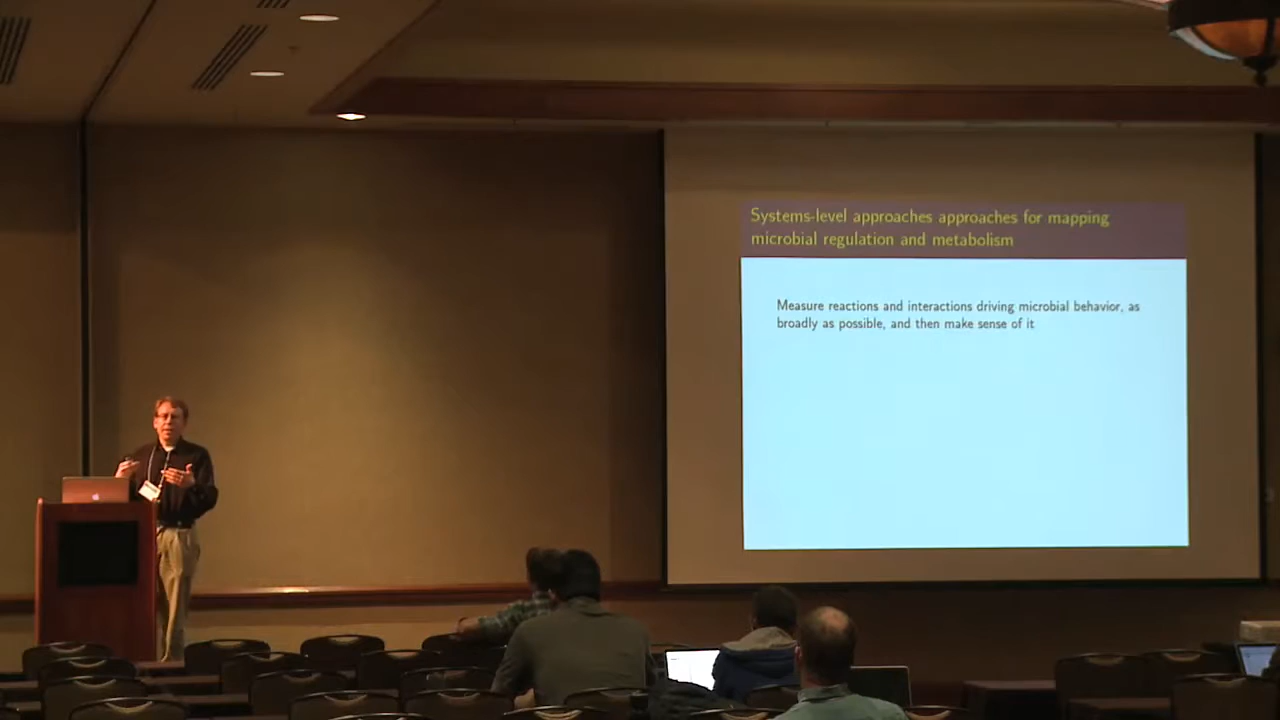 Systems-level approaches approaches for mapping
microbial regulation and metabolism
Measure reactions and interactions driving microbial behavior, as
broadly as possible, and then make sense of it